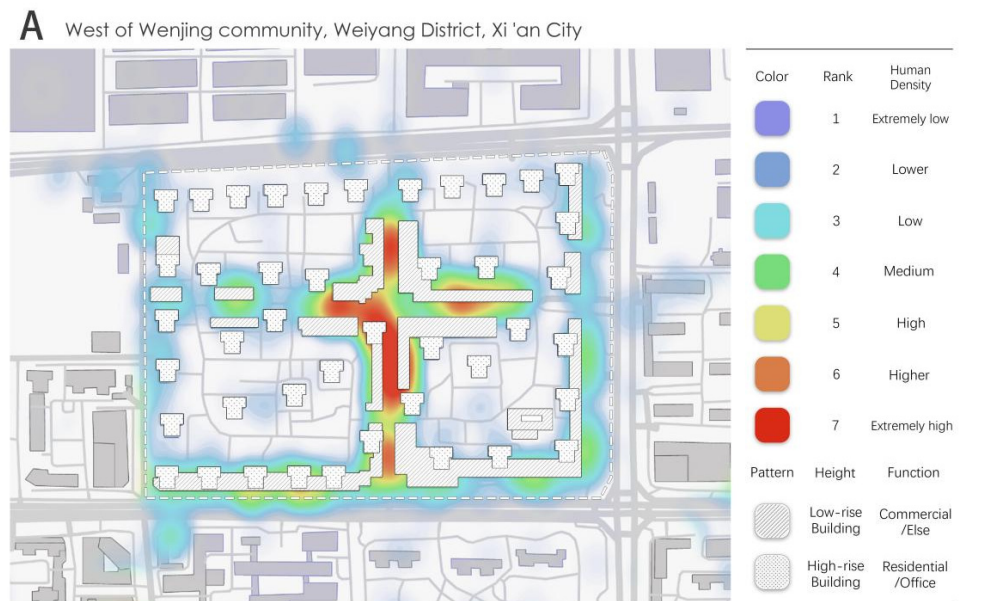 A West of Wenjing community, Weiyang District, Xi 'an City
Color Rank Human
Density
1 Extremely low
2 Lower
3 Low
4 Medium
5 High
6 Higher
7 Extremely high
Pattern Height Function
Low-rise
Building
Commercial
/Else
High-rise
Building
Residential
/Office